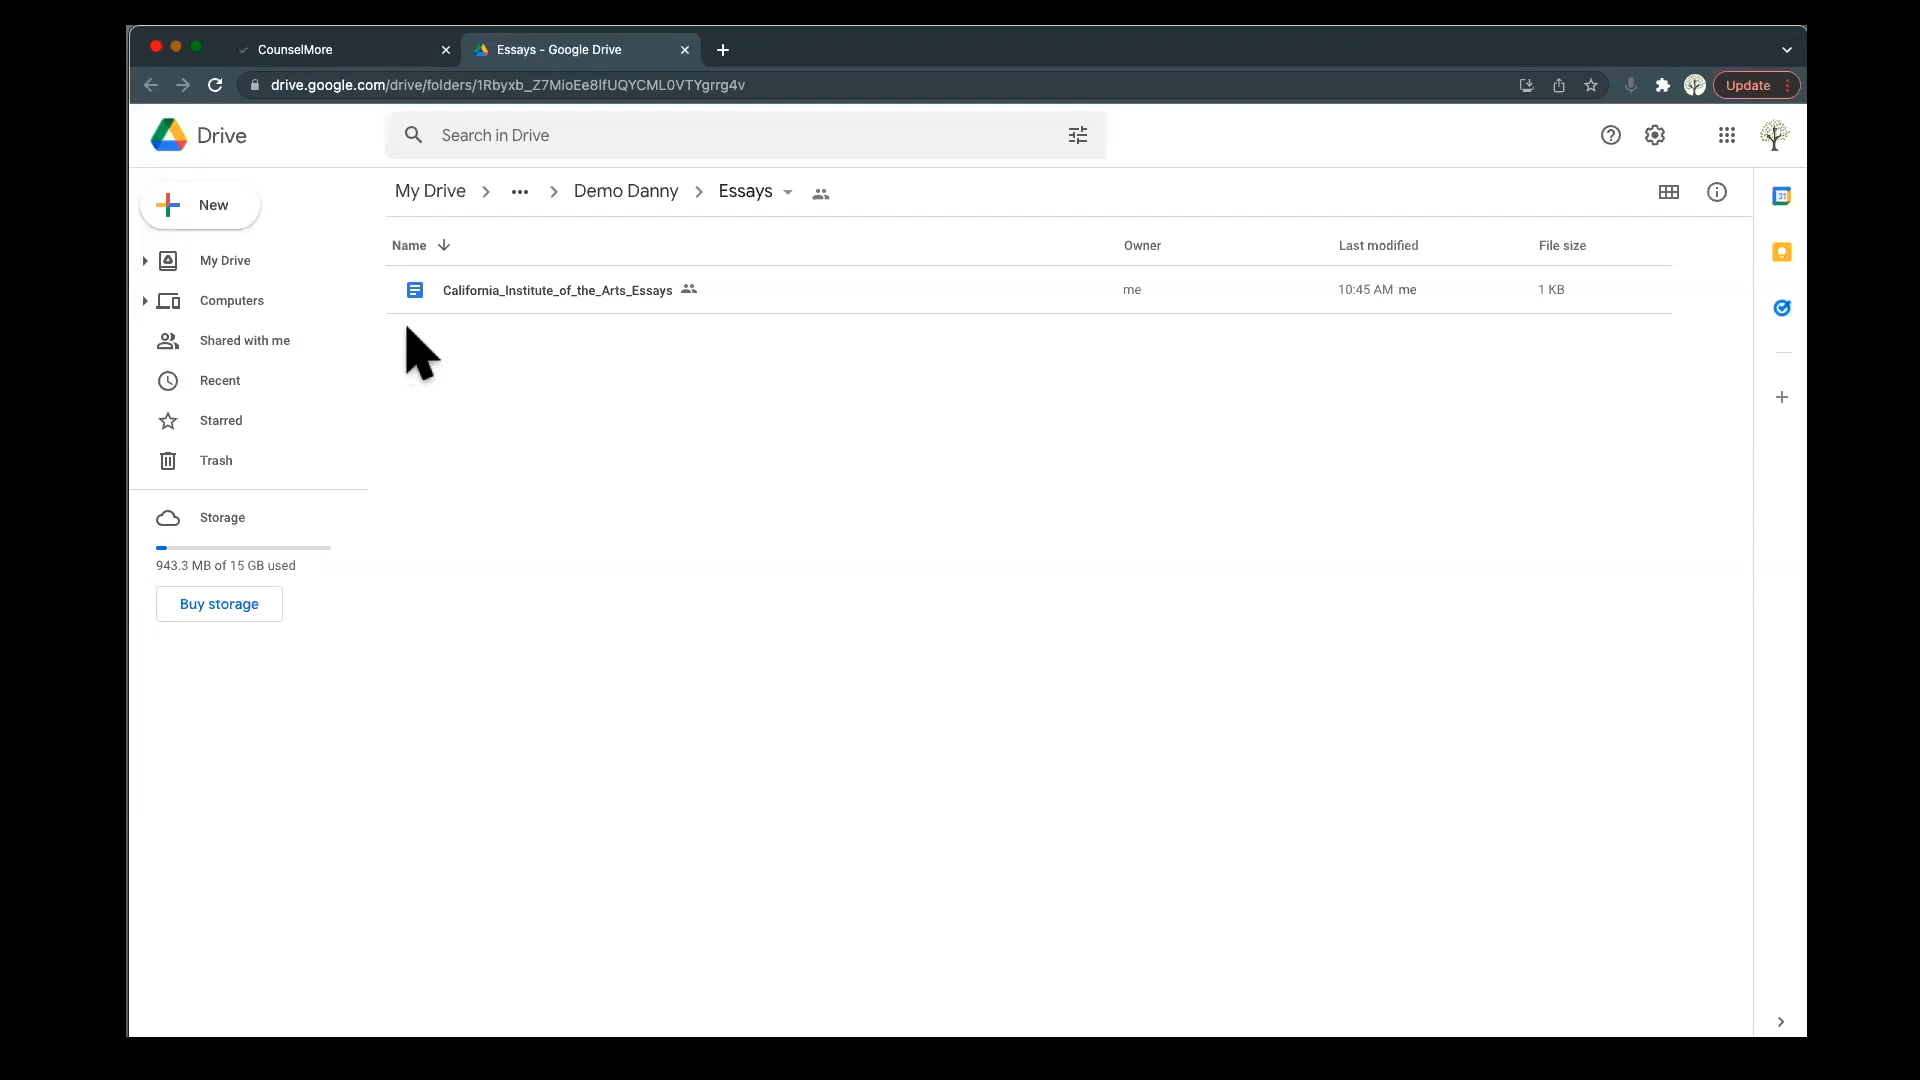 CounselMore
Essays - Google Drive
drive.google.com/drive/folders/1Rbyxb_Z7MioEe8lfUQYCML0VTYgrrg4v
Update
Drive
Search in Drive
New
My Drive
Demo Danny
Essays
Name
Owner
Last modified
File size
California_Institute_of_the_Arts_Essays
me
10:45 AM me
1 KB
My Drive
Computers
Shared with me
Recent
Starred
Trash
Storage
943.3 MB of 15 GB used
Buy storage
31